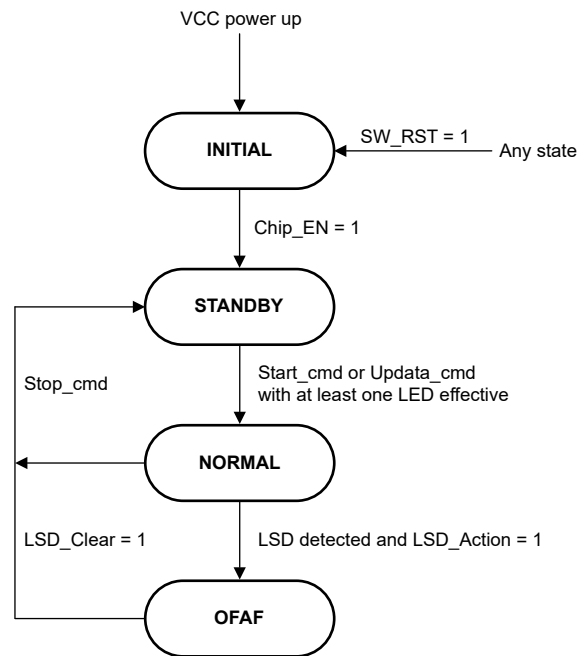 VCC power up
INITIAL
SW_RST = 1
Any state
Chip_EN = 1
STANDBY
Stop_cmd
Start_cmd or Updata_cmd
with at least one LED effective
NORMAL
LSD_Clear = 1
LSD detected and LSD_Action = 1
OFAF